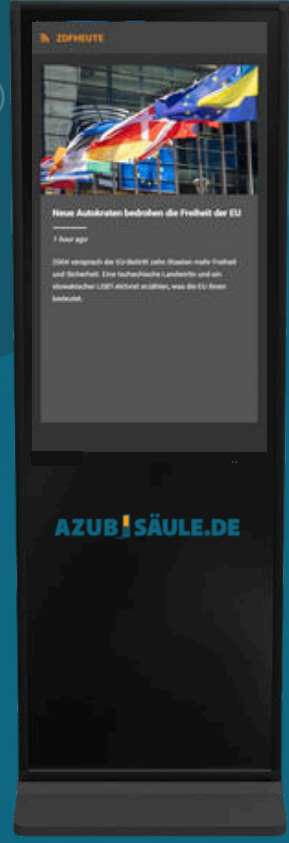 ZDFHEUTE
Neue Autokraten bedrohen die Freiheit der EU
1 hour ago
2004 versprach der EU-Beitritt zehn Staaten mehr Freiheit
und Sicherheit. Eine tschechische Landwirtin und ein
slowakischer LGBT-Aktivist erzählen, was die EU ihnen
bedeutet.
AZUBISÄULE.DE